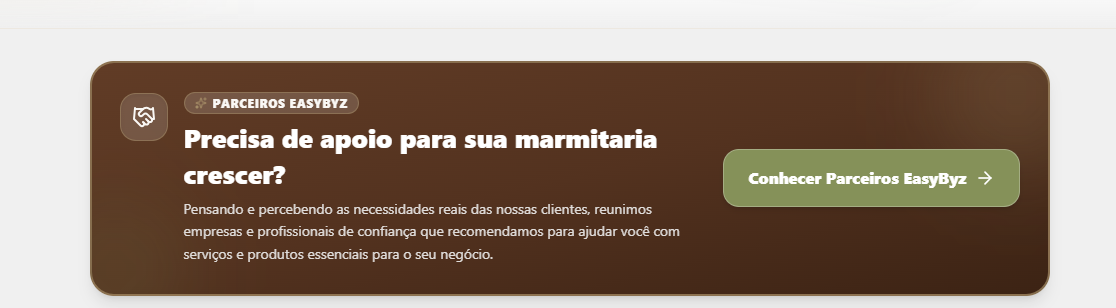 PARCEIROS EASYBYZ
Precisa de apoio para sua marmitaria
crescer?
Pensando e percebendo as necessidades reais das nossas clientes, reunimos
empresas e profissionais de confiança que recomendamos para ajudar você com
serviços e produtos essenciais para o seu negócio.
Conhecer Parceiros EasyByz